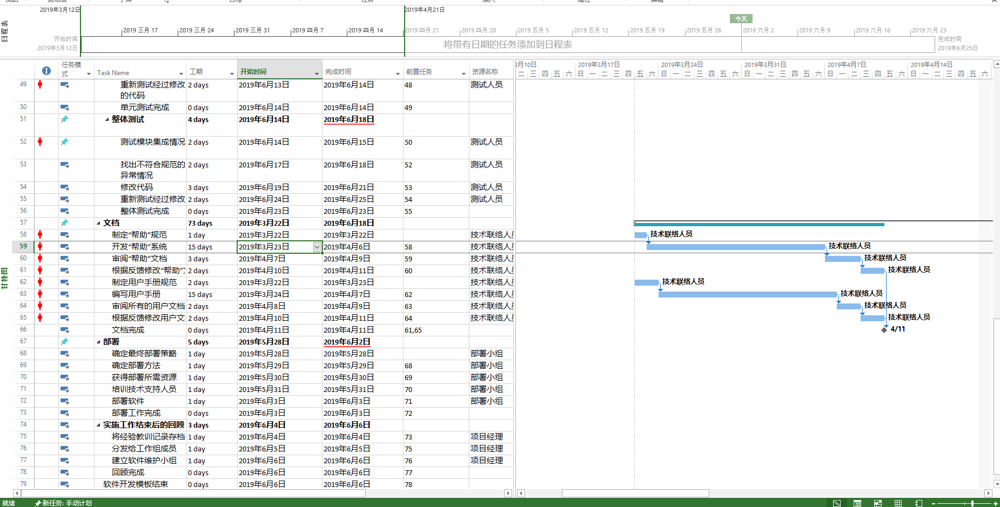 2019年3月12日
2019年4月21日
今天
2019 三月 17
2019 三月 24
2019 三月 31
2019 四月 7
2019 四月 14
2019 四月 21
2019 四月 28
2019 五月 5
2019 五月 12
2019 五月 19
2019 五月 26
2019 六月 2
2019 六月 9
2019 六月 16
2019 六月 23
日程表
开始时间
2019年3月12日
将带有日期的任务添加到日程表
完成时间
2019年6月25日
任务模式 Task Name 工期 开始时间 完成时间 前置任务 资源名称
49 重新测试经过修改的代码 2 days 2019年6月13日 2019年6月14日 48 测试人员
50 单元测试完成 0 days 2019年6月14日 2019年6月14日 49
51 整体测试 4 days 2019年6月14日 2019年6月18日
52 测试模块集成情况 2 days 2019年6月14日 2019年6月15日 50 测试人员
53 找出不符合规范的异常情况 2 days 2019年6月17日 2019年6月18日 52 测试人员
54 修改代码 3 days 2019年6月19日 2019年6月21日 53 测试人员
55 重新测试经过修改 2 days 2019年6月24日 2019年6月25日 54 测试人员
56 整体测试完成 0 days 2019年6月23日 2019年6月23日 55
57 文档 73 days 2019年3月22日 2019年6月18日
58 制定“帮助”规范 1 day 2019年3月22日 2019年3月22日 技术联络人员
59 开发“帮助”系统 15 days 2019年3月23日 2019年4月6日 58 技术联络人员
60 审阅“帮助”文档 3 days 2019年4月7日 2019年4月9日 59 技术联络人员
61 根据反馈修改“帮助” 2 days 2019年4月10日 2019年4月11日 60 技术联络人员
62 制定用户手册规范 2 days 2019年3月22日 2019年3月23日 技术联络人员
63 编写用户手册 15 days 2019年3月24日 2019年4月7日 62 技术联络人员
64 审阅所有的用户文档 2 days 2019年4月8日 2019年4月9日 63 技术联络人员
65 根据反馈修改用户文 2 days 2019年4月10日 2019年4月11日 64 技术联络人员
66 文档完成 0 days 2019年4月11日 2019年4月11日 61,65
67 部署 5 days 2019年5月28日 2019年6月2日
68 确定最终部署策略 1 day 2019年5月28日 2019年5月28日 部署小组
69 确定部署方法 1 day 2019年5月29日 2019年5月29日 68 部署小组
70 获得部署所需资源 1 day 2019年5月30日 2019年5月30日 69 部署小组
71 培训技术支持人员 1 day 2019年5月31日 2019年5月31日 70 部署小组
72 部署软件 1 day 2019年6月3日 2019年6月3日 71 部署小组
73 部署工作完成 0 days 2019年6月3日 2019年6月3日 72
74 实施工作结束后的回顾 3 days 2019年6月4日 2019年6月6日
75 将经验教训记录存档 1 day 2019年6月4日 2019年6月4日 73 项目经理
76 分发给工作组成员 1 day 2019年6月5日 2019年6月5日 75 项目经理
77 建立软件维护小组 1 day 2019年6月6日 2019年6月6日 76 项目经理
78 回顾完成 0 days 2019年6月6日 2019年6月6日 77
79 软件开发模板结束 0 days 2019年6月6日 2019年6月6日 78
甘特图
3月10日 2019年3月17日 2019年3月24日 2019年3月31日 2019年4月7日 2019年4月14日
二 三 四 五 六 日 一 二 三 四 五 六 日 一 二 三 四 五 六 日 一 二 三 四 五 六 日 一 二 三 四 五 六 日 一 二 三 四 五 六
技术联络人员
技术联络人员
技术联络人员
技术联络人员
技术联络人员
技术联络人员
技术联络人员
技术联络人员
4/11
就绪 新任务: 手动计划